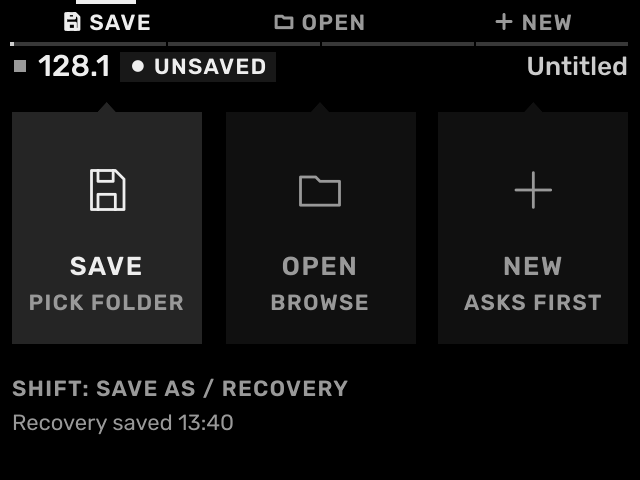 SAVE OPEN NEW
128.1 UNSAVED Untitled
SAVE OPEN NEW
PICK FOLDER BROWSE ASKS FIRST
SHIFT: SAVE AS / RECOVERY
Recovery saved 13:40